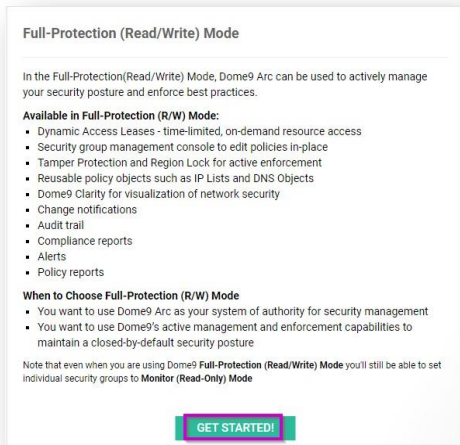 Full-Protection (Read/Write) Mode
In the Full-Protection(Read/Write) Mode, Dome9 Arc can be used to actively manage
your security posture and enforce best practices.
Available in Full-Protection (R/W) Mode:
▪ Dynamic Access Leases - time-limited, on-demand resource access
▪ Security group management console to edit policies in-place
▪ Tamper Protection and Region Lock for active enforcement
▪ Reusable policy objects such as IP Lists and DNS Objects
▪ Dome9 Clarity for visualization of network security
▪ Change notifications
▪ Audit trail
▪ Compliance reports
▪ Alerts
▪ Policy reports
When to Choose Full-Protection (R/W) Mode
▪ You want to use Dome9 Arc as your system of authority for security management
▪ You want to use Dome9's active management and enforcement capabilities to
maintain a closed-by-default security posture
Note that even when you are using Dome9 Full-Protection (Read/Write) Mode you'll still be able to set
individual security groups to Monitor (Read-Only) Mode
GET STARTED!